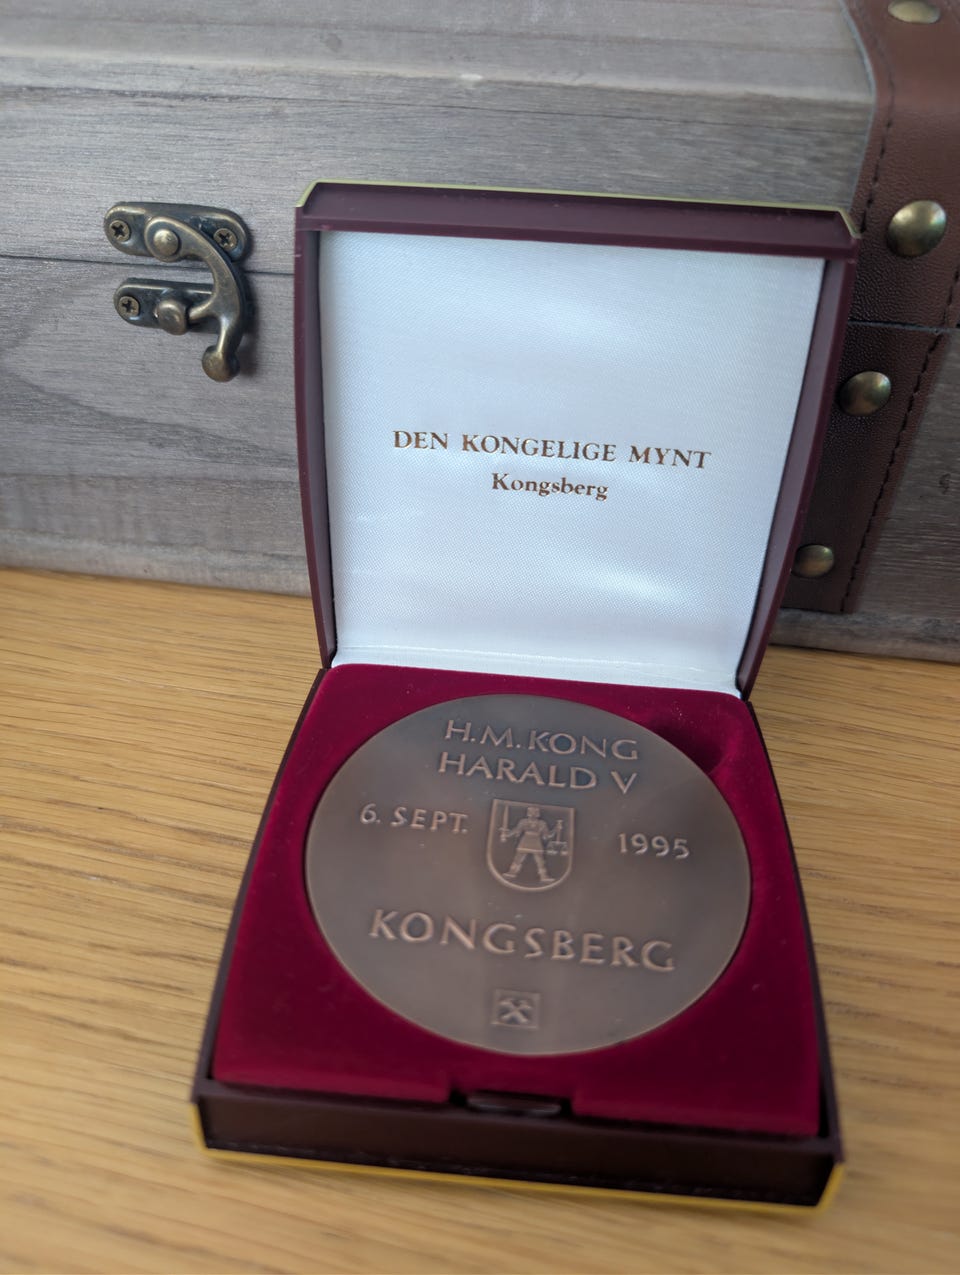 DEN KONGELIGE MYNT
Kongsberg
H.M. KONG
HARALD V
6. SEPT. 1995
KONGSBERG